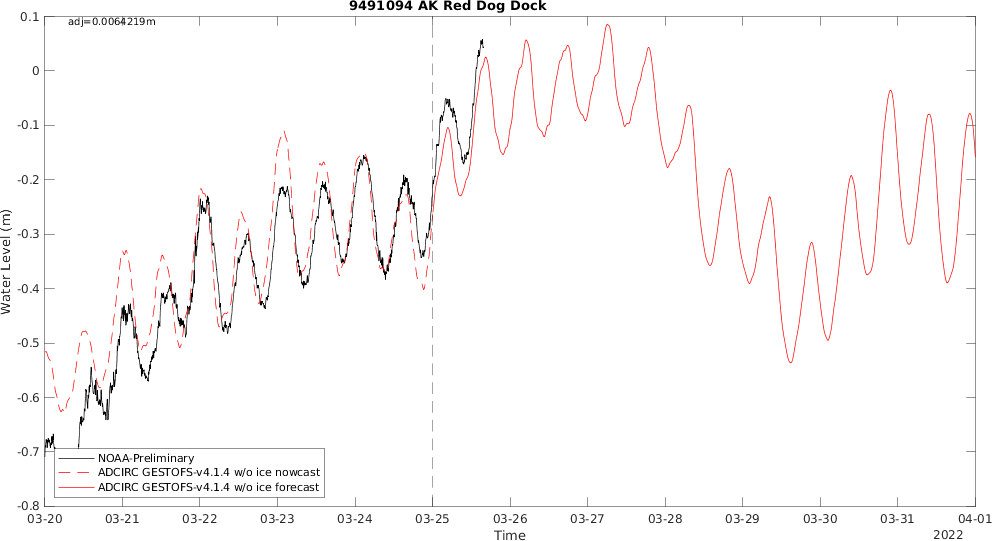 9491094 AK Red Dog Dock
adj=0.0064219m
0.1
0
-0.1
-0.2
-0.3
-0.4
-0.5
-0.6
-0.7
-0.8
Water Level (m)
NOAA-Preliminary
ADCIRC GESTOFS-v4.1.4 w/o ice nowcast
ADCIRC GESTOFS-v4.1.4 w/o ice forecast
03-20 03-21 03-22 03-23 03-24 03-25 03-26 03-27 03-28 03-29 03-30 03-31 04-01
Time
2022